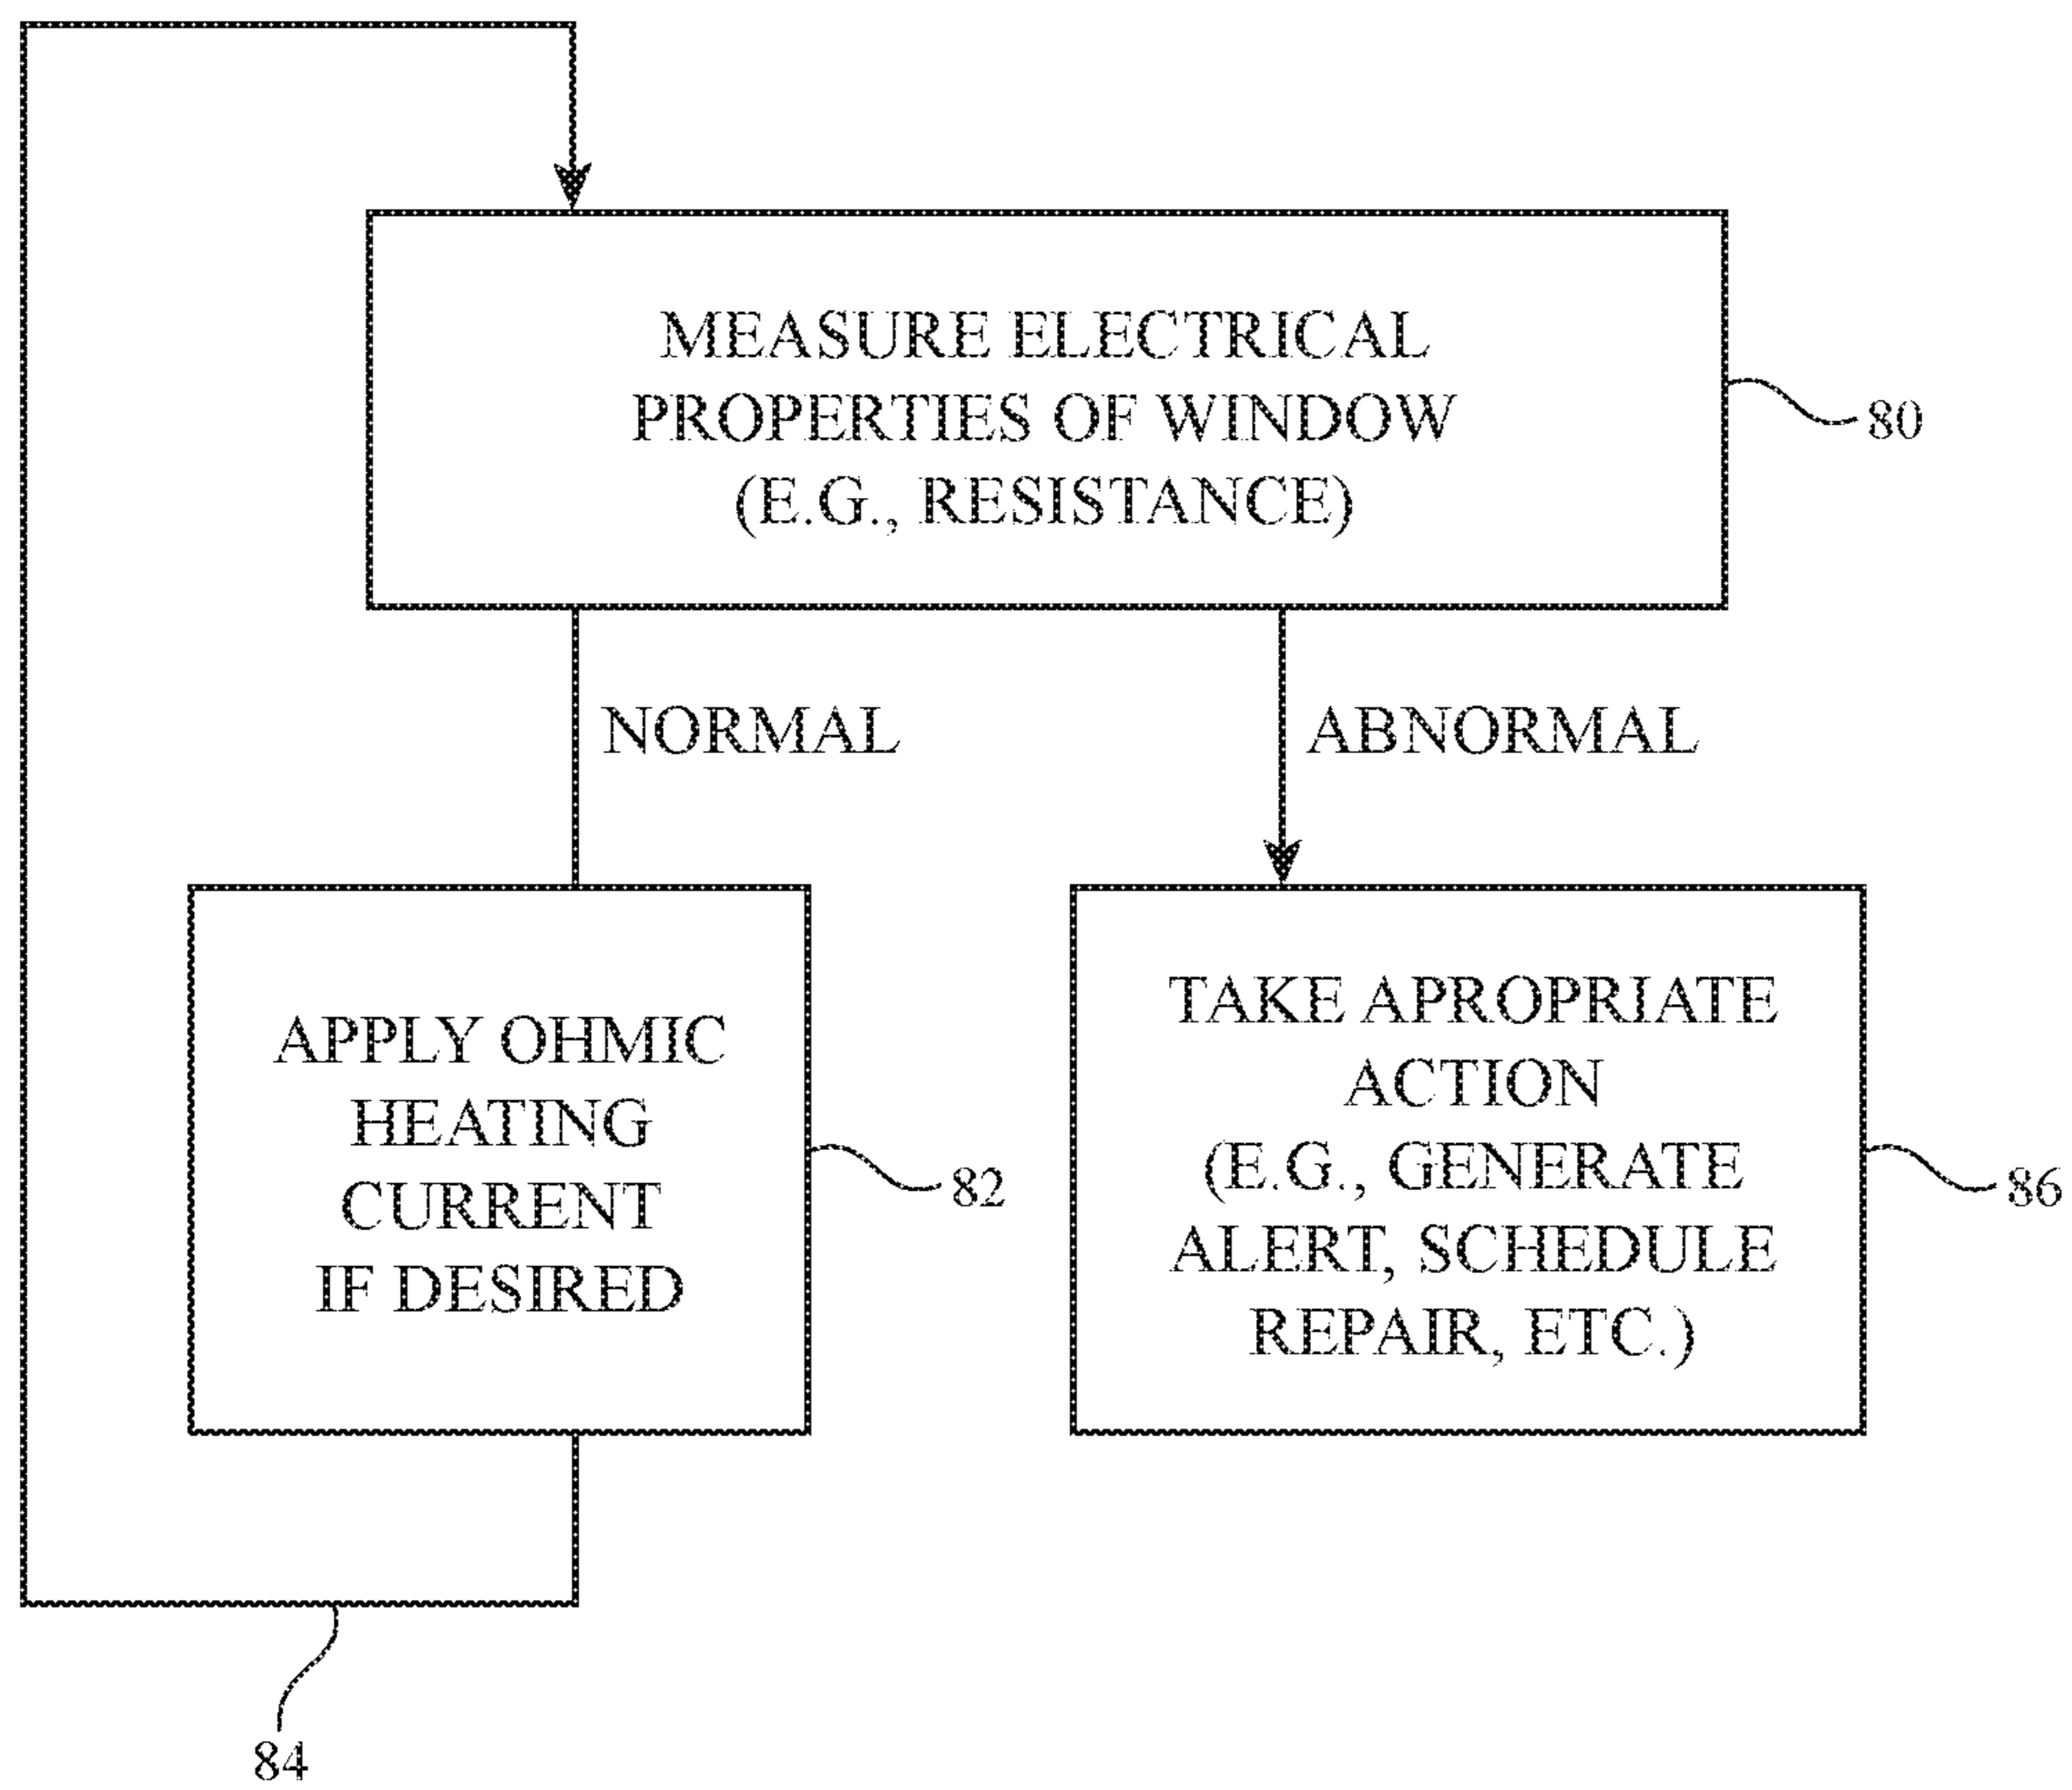 MEASURE ELECTRICAL
PROPERTIES OF WINDOW
(E.G., RESISTANCE)
80
NORMAL
ABNORMAL
APPLY OHMIC
HEATING
CURRENT
IF DESIRED
82
TAKE APROPRIATE
ACTION
(E.G., GENERATE
ALERT, SCHEDULE
REPAIR, ETC.)
86
84